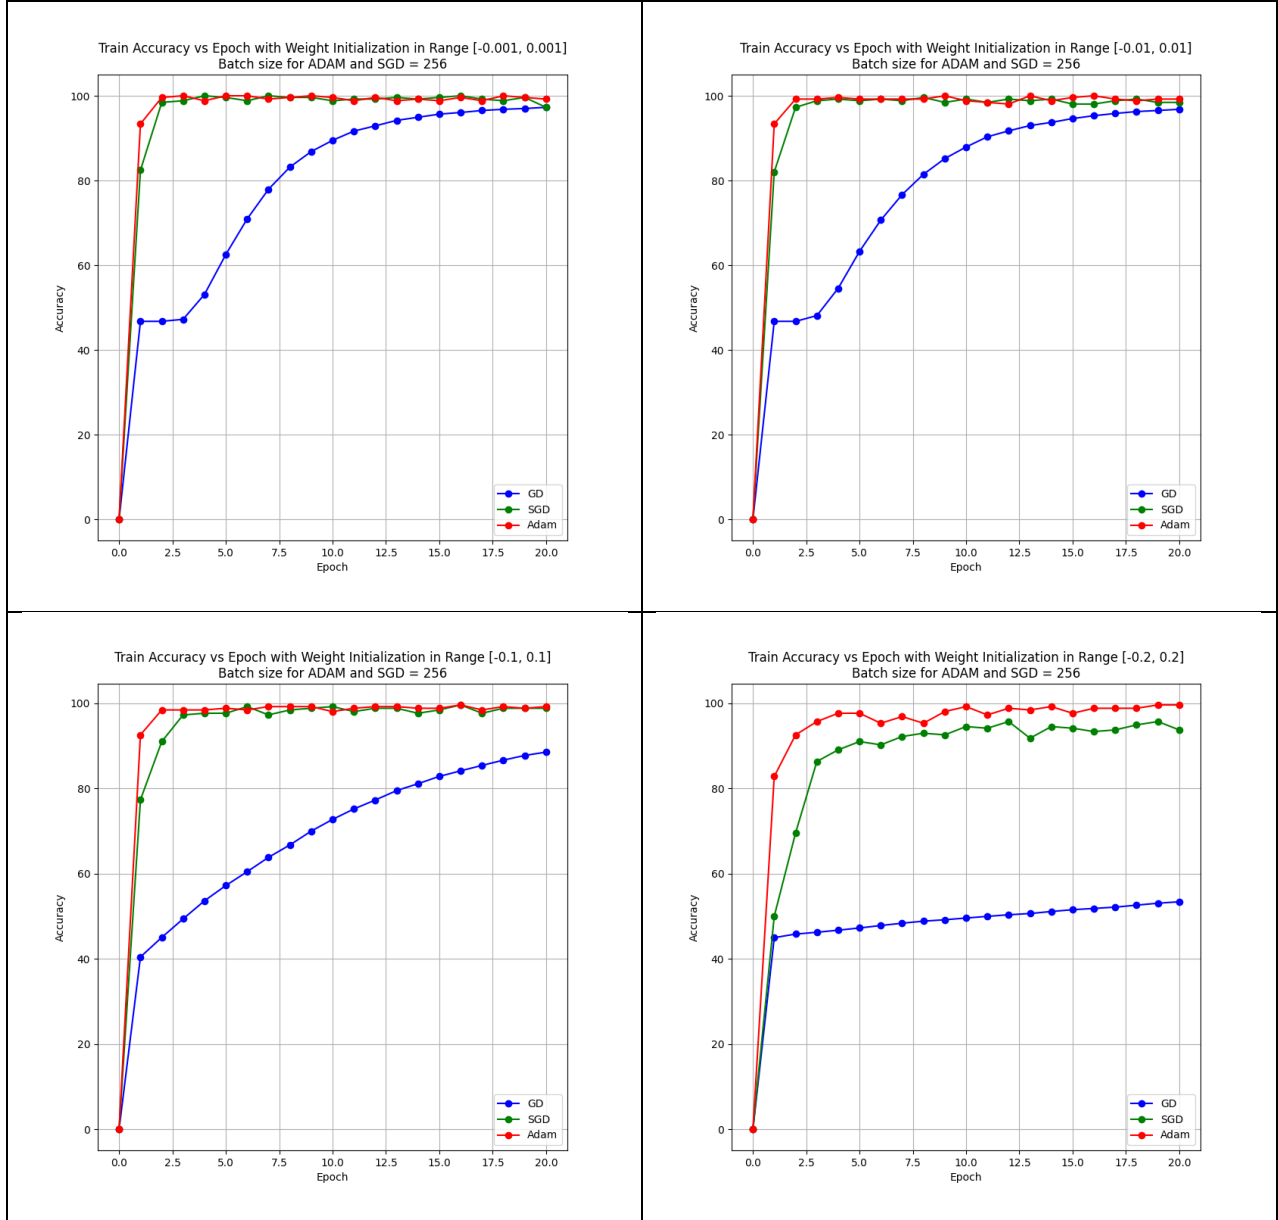 Train Accuracy vs Epoch with Weight Initialization in Range [-0.001, 0.001]
Batch size for ADAM and SGD = 256
100
80
60
40
20
0
Accuracy
0.0 2.5 5.0 7.5 10.0 12.5 15.0 17.5 20.0
Epoch
GD
SGD
Adam
Train Accuracy vs Epoch with Weight Initialization in Range [-0.01, 0.01]
Batch size for ADAM and SGD = 256
100
80
60
40
20
0
Accuracy
0.0 2.5 5.0 7.5 10.0 12.5 15.0 17.5 20.0
Epoch
GD
SGD
Adam
Train Accuracy vs Epoch with Weight Initialization in Range [-0.1, 0.1]
Batch size for ADAM and SGD = 256
100
80
60
40
20
0
Accuracy
0.0 2.5 5.0 7.5 10.0 12.5 15.0 17.5 20.0
Epoch
GD
SGD
Adam
Train Accuracy vs Epoch with Weight Initialization in Range [-0.2, 0.2]
Batch size for ADAM and SGD = 256
100
80
60
40
20
0
Accuracy
0.0 2.5 5.0 7.5 10.0 12.5 15.0 17.5 20.0
Epoch
GD
SGD
Adam